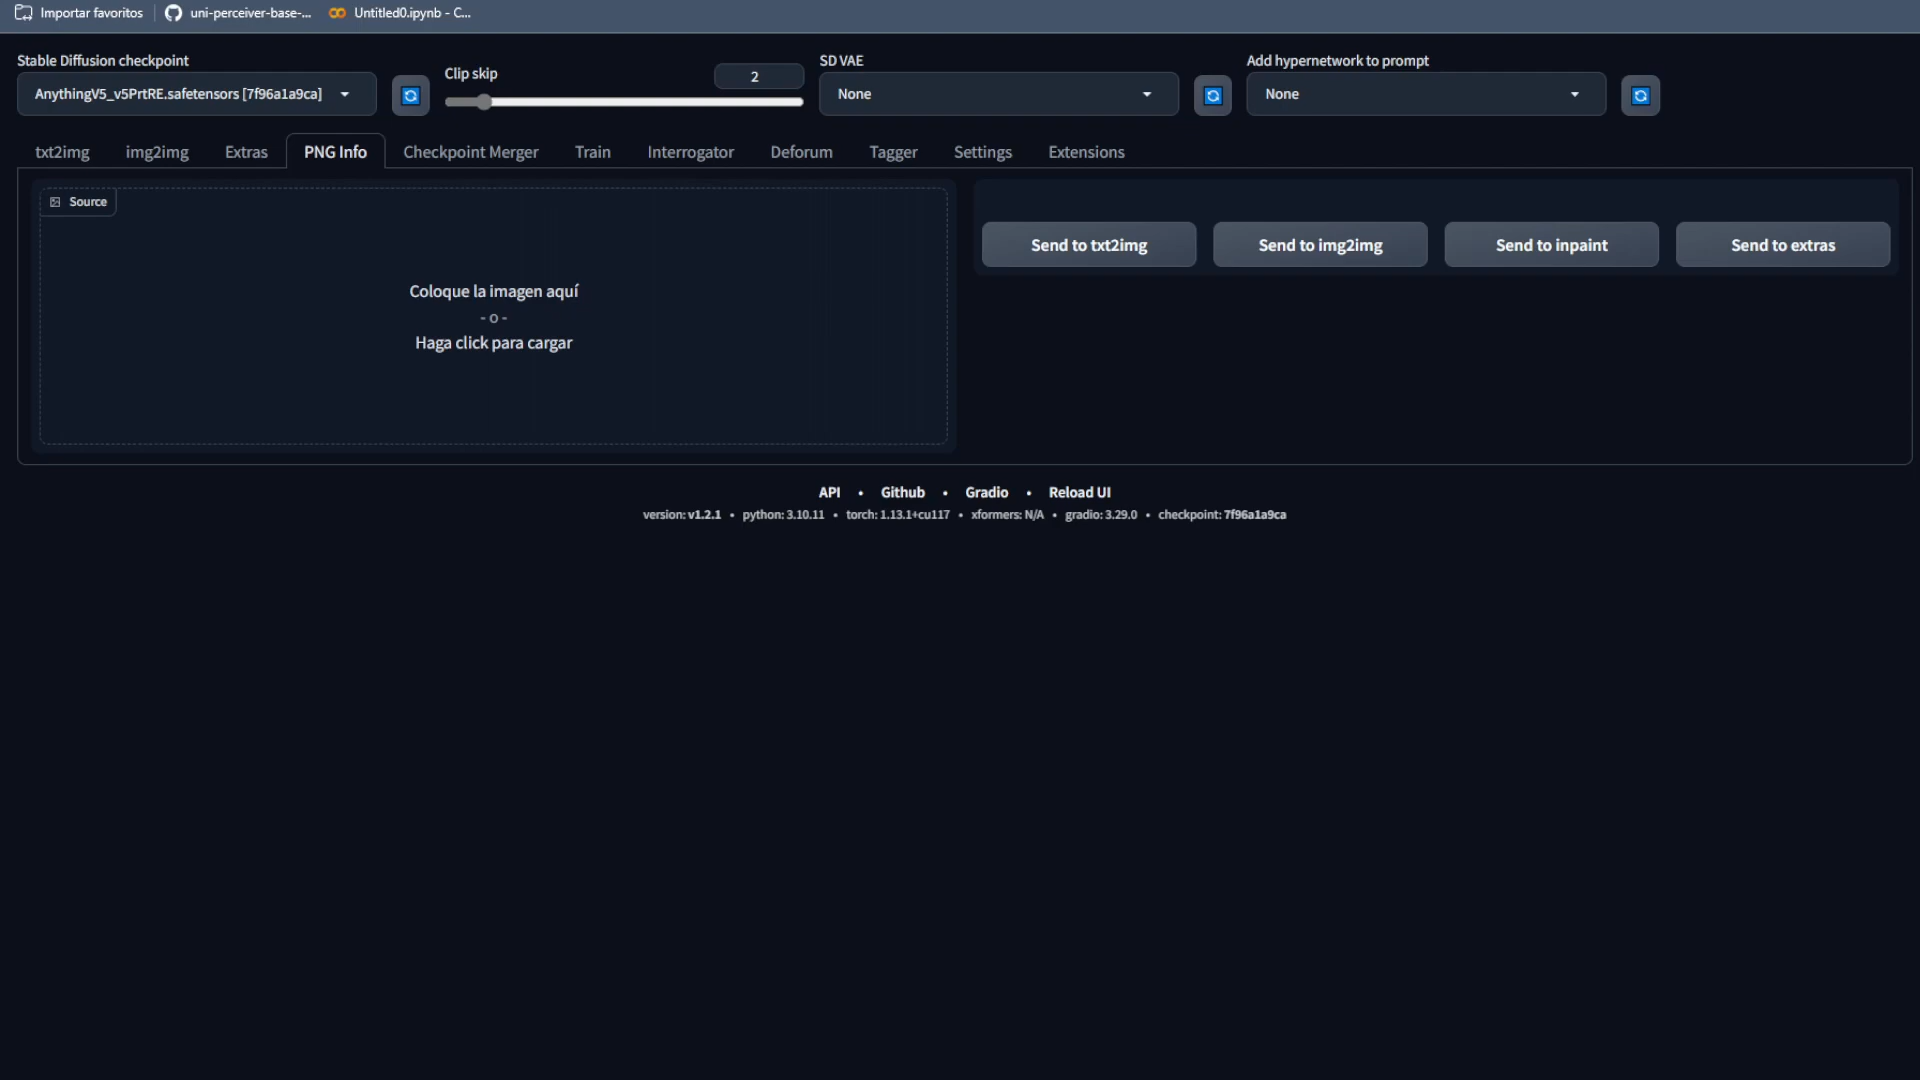 Importar favoritos
uni-perceiver-base-...
Untitled0.ipynb - C...
Stable Diffusion checkpoint
AnythingV5_v5PrtRE.safetensors [7f96a1a9ca]
Clip skip
2
SD VAE
None
Add hypernetwork to prompt
None
txt2img
img2img
Extras
PNG Info
Checkpoint Merger
Train
Interrogator
Deforum
Tagger
Settings
Extensions
Source
Coloque la imagen aquí
- o -
Haga click para cargar
Send to txt2img
Send to img2img
Send to inpaint
Send to extras
API • Github • Gradio • Reload UI
version: v1.2.1 • python: 3.10.11 • torch: 1.13.1+cu117 • xformers: N/A • gradio: 3.29.0 • checkpoint: 7f96a1a9ca